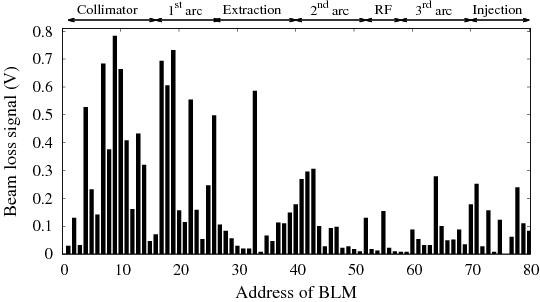 Collimator 1st arc Extraction 2nd arc RF 3rd arc Injection
0.8
0.7
0.6
0.5
0.4
0.3
0.2
0.1
0
Beam loss signal (V)
0 10 20 30 40 50 60 70 80
Address of BLM